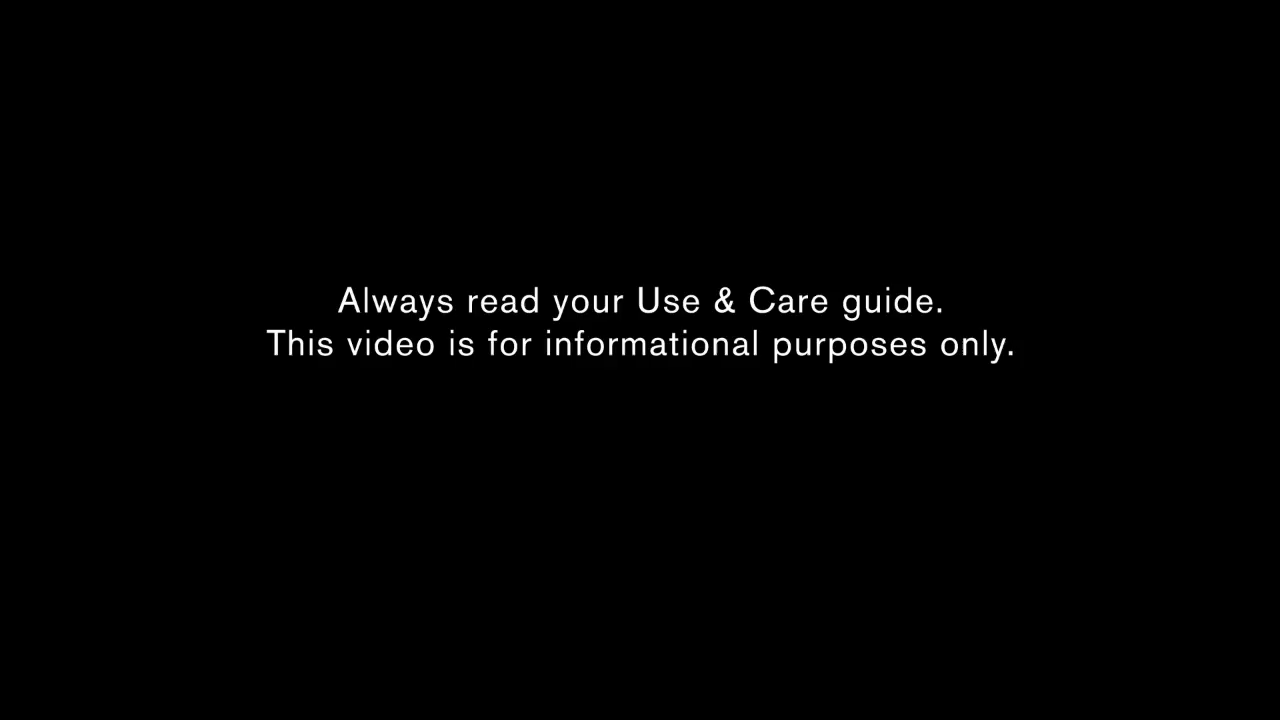 Always read your Use & Care guide.
This video is for informational purposes only.